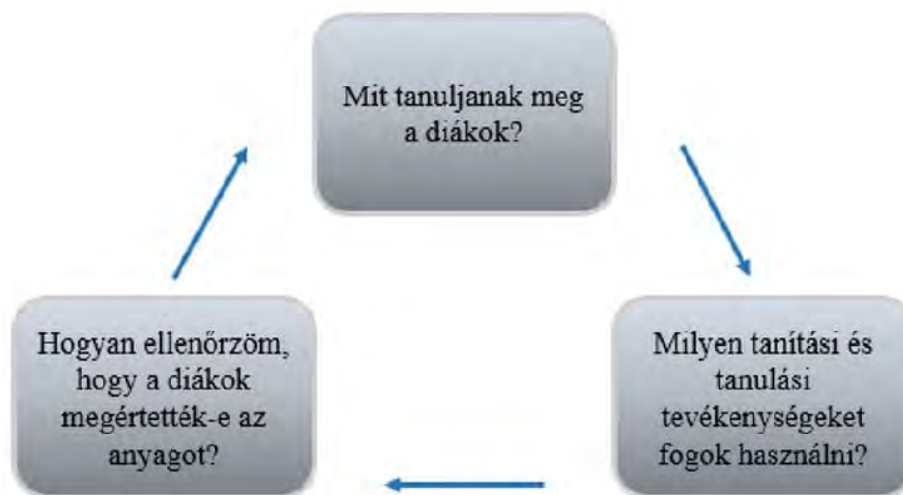 Mit tanuljanak meg
a diákok?
Hogyan ellenőrzöm,
hogy a diákok
megértették-e az
anyagot?
Milyen tanítási és
tanulási
tevékenységeket
fogok használni?